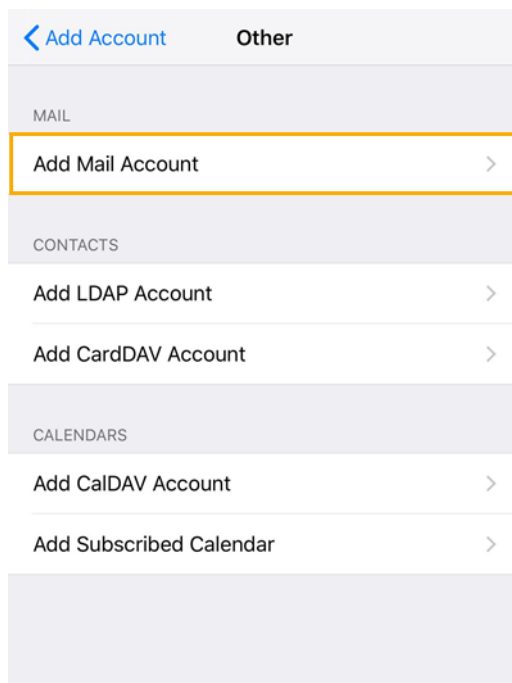 Add Account Other
MAIL
Add Mail Account
CONTACTS
Add LDAP Account
Add CardDAV Account
CALENDARS
Add CalDAV Account
Add Subscribed Calendar